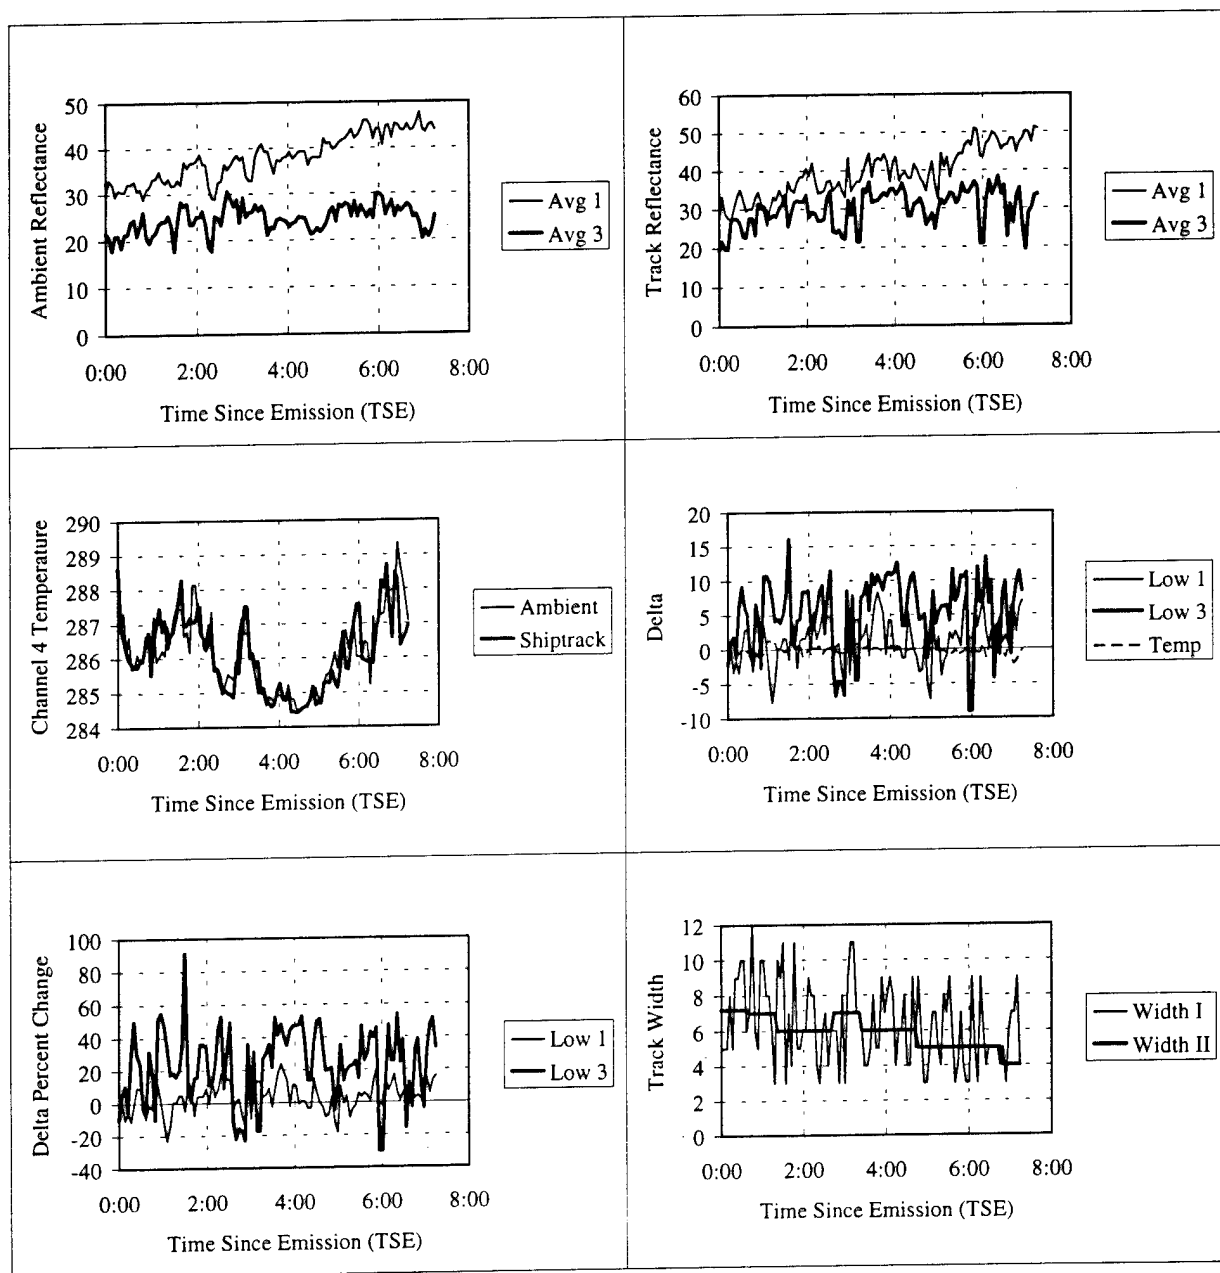 50
40
30
20
10
0
Ambient Reflectance
0:00 2:00 4:00 6:00 8:00
Time Since Emission (TSE)
Avg 1
Avg 3
60
50
40
30
20
10
0
Track Reflectance
0:00 2:00 4:00 6:00 8:00
Time Since Emission (TSE)
Avg 1
Avg 3
290
289
288
287
286
285
284
Channel 4 Temperature
0:00 2:00 4:00 6:00 8:00
Time Since Emission (TSE)
Ambient
Shiptrack
20
15
10
5
0
-5
-10
Delta
0:00 2:00 4:00 6:00 8:00
Time Since Emission (TSE)
Low 1
Low 3
Temp
100
80
60
40
20
0
-20
-40
Delta Percent Change
0:00 2:00 4:00 6:00 8:00
Time Since Emission (TSE)
Low 1
Low 3
12
10
8
6
4
2
0
Track Width
0:00 2:00 4:00 6:00 8:00
Time Since Emission (TSE)
Width I
Width II